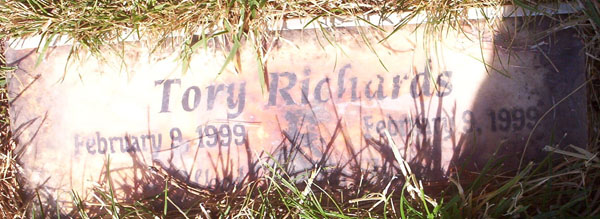 Tory Richards
February 9, 1999 February 9, 1999